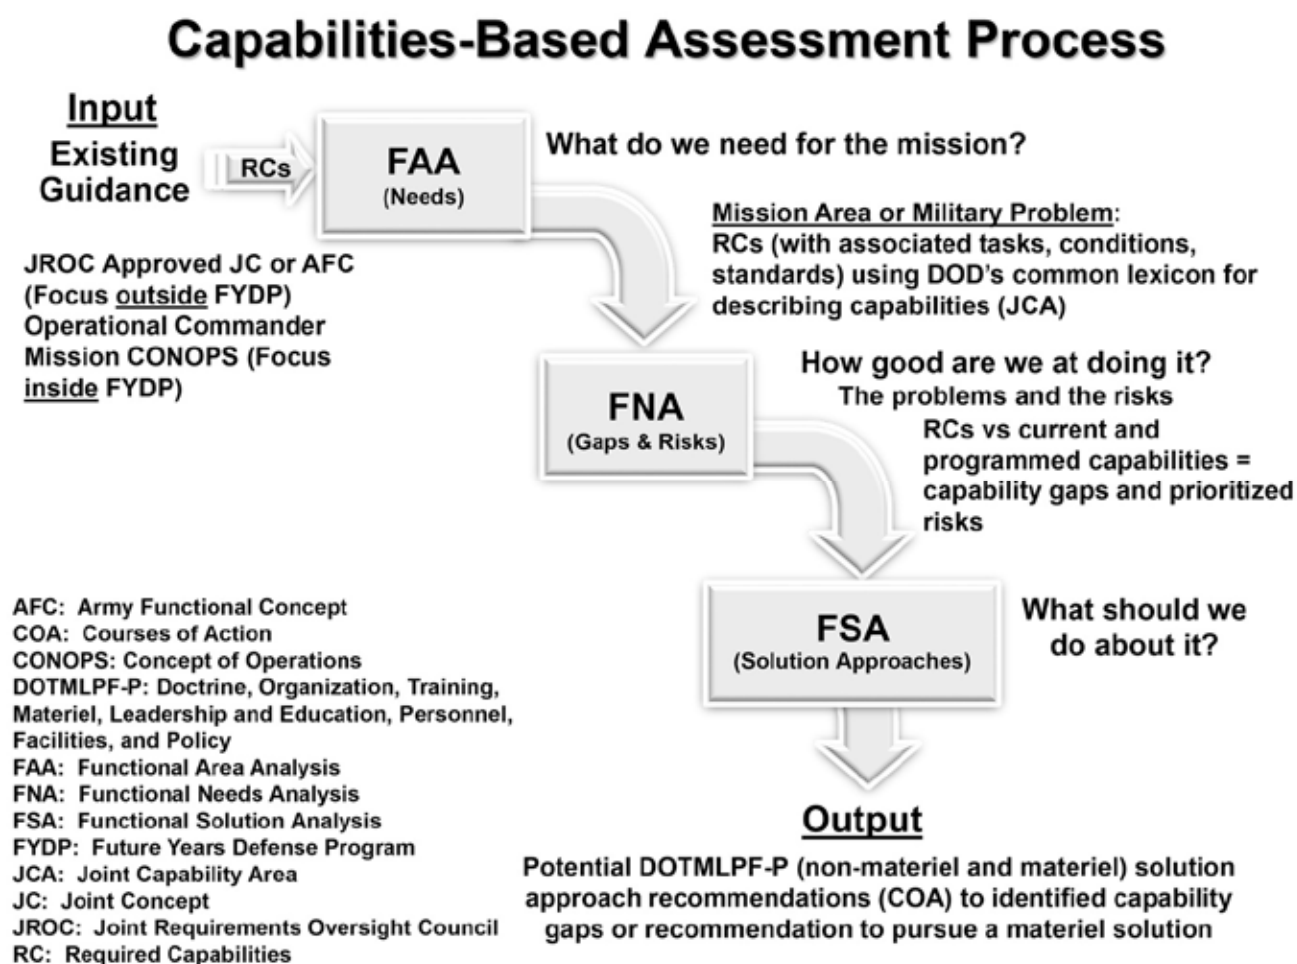 Capabilities-Based Assessment Process
Input
Existing
Guidance
RCs
FAA
(Needs)
What do we need for the mission?
JROC Approved JC or AFC
(Focus outside FYDP)
Operational Commander
Mission CONOPS (Focus
inside FYDP)
Mission Area or Military Problem:
RCs (with associated tasks, conditions,
standards) using DOD's common lexicon for
describing capabilities (JCA)
FNA
(Gaps & Risks)
How good are we at doing it?
The problems and the risks
RCs vs current and
programmed capabilities =
capability gaps and prioritized
risks
FSA
(Solution Approaches)
What should we
do about it?
Output
Potential DOTMLPF-P (non-materiel and materiel) solution
approach recommendations (COA) to identified capability
gaps or recommendation to pursue a materiel solution
AFC: Army Functional Concept
COA: Courses of Action
CONOPS: Concept of Operations
DOTMLPF-P: Doctrine, Organization, Training,
Materiel, Leadership and Education, Personnel,
Facilities, and Policy
FAA: Functional Area Analysis
FNA: Functional Needs Analysis
FSA: Functional Solution Analysis
FYDP: Future Years Defense Program
JCA: Joint Capability Area
JC: Joint Concept
JROC: Joint Requirements Oversight Council
RC: Required Capabilities